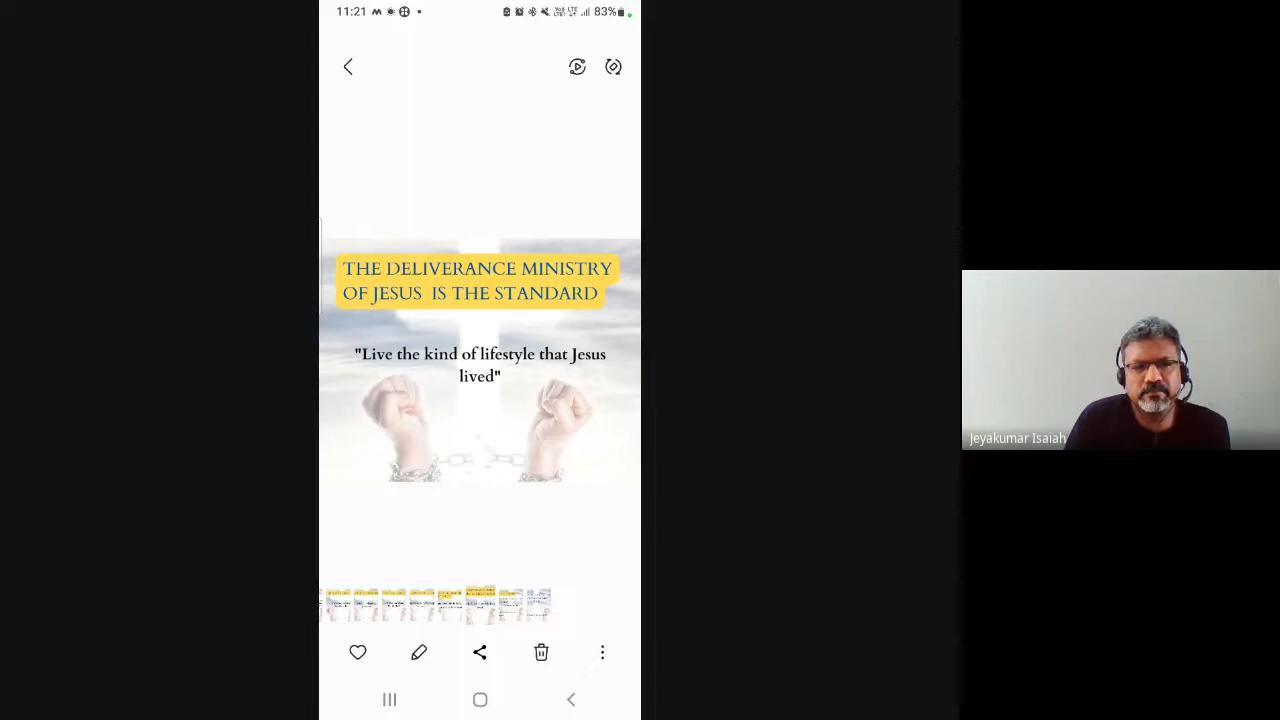 11:21
83%
THE DELIVERANCE MINISTRY
OF JESUS IS THE STANDARD
"Live the kind of lifestyle that Jesus
lived"
Jeyakumar Isaiah